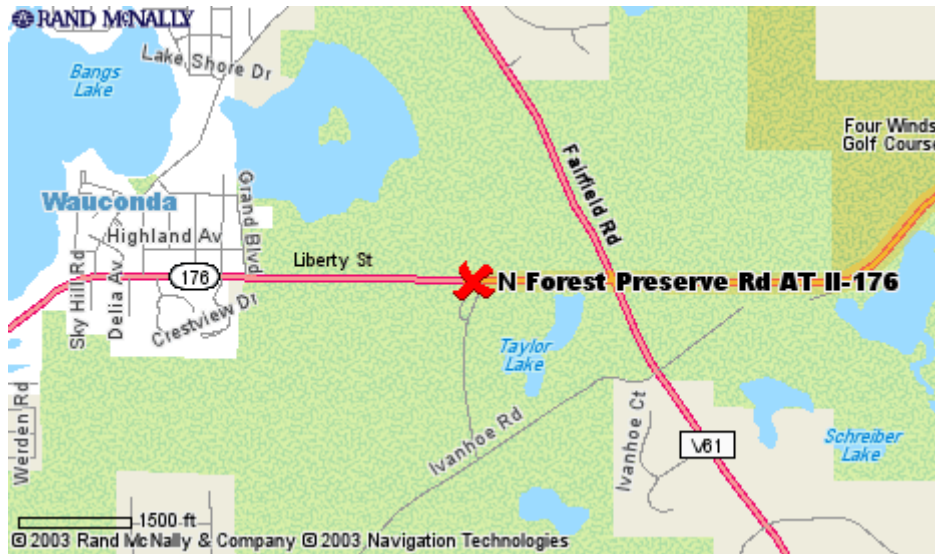 RAND McNALLY
Lake Shore Dr
Bangs
Lake
Four Winds
Golf Course
Fairfield Rd
Wauconda
Grand Blvd
Highland Av
Liberty St
176
N Forest Preserve Rd AT Il-176
Sky Hill Rd
Delia Av
Crestview Dr
Taylor
Lake
Werden Rd
Ivanhoe Rd
Ivanhoe Ct
V61
Schreiber
Lake
1500 ft
© 2003 Rand McNally & Company © 2003 Navigation Technologies